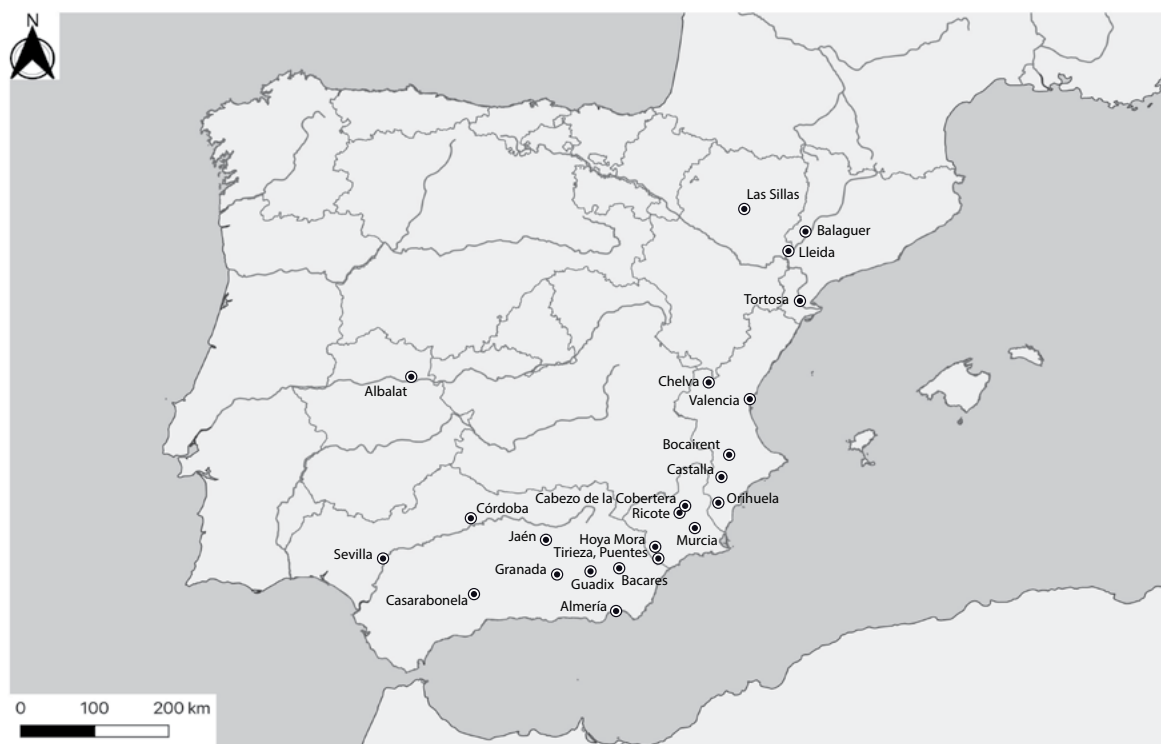 N
Las Sillas
Balaguer
Lleida
Tortosa
Albalat
Chelva
Valencia
Bocairent
Castalla
Cabezo de la Cobertera
Orihuela
Ricote
Córdoba
Murcia
Jaén
Hoya Mora
Sevilla
Tirieza, Puentes
Granada
Guadix
Bacares
Casarabonela
Almería
0 100 200 km